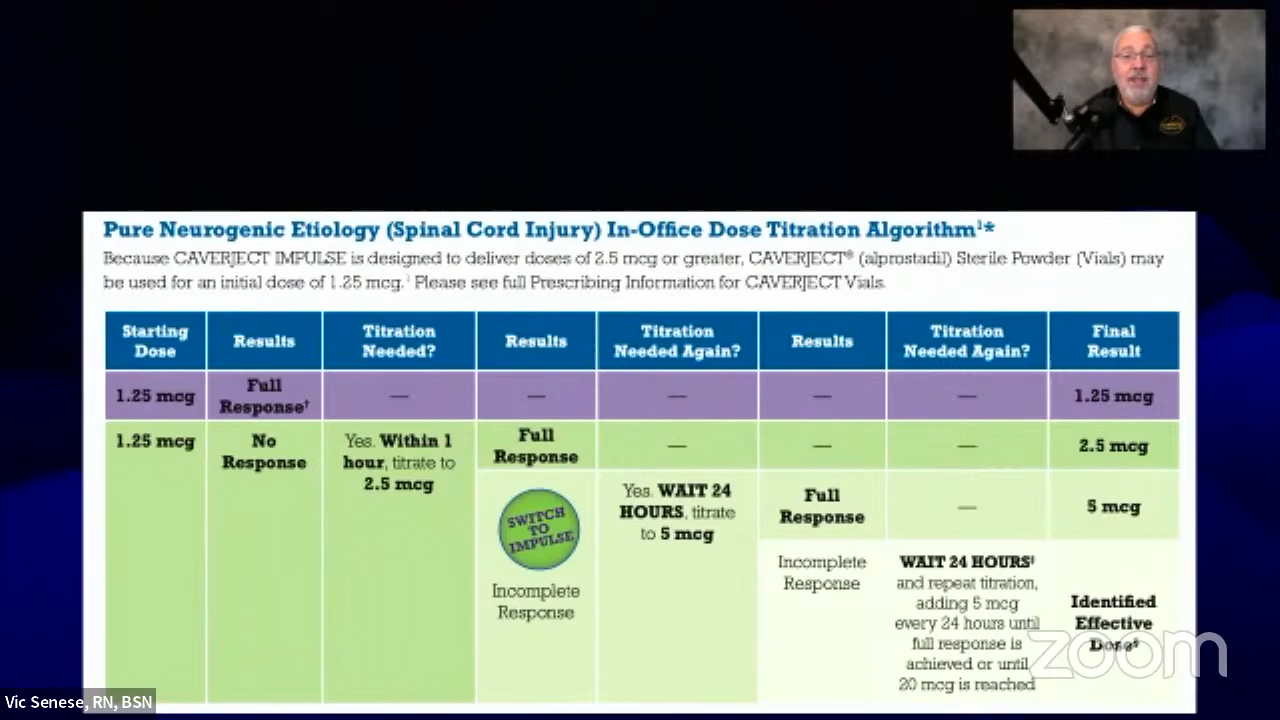 Pure Neurogenic Etiology (Spinal Cord Injury) In-Office Dose Titration Algorithm¹*
Because CAVERJECT IMPULSE is designed to deliver doses of 2.5 mcg or greater, CAVERJECT® (alprostadil) Sterile Powder (Vials) may
be used for an initial dose of 1.25 mcg.¹ Please see full Prescribing Information for CAVERJECT Vials.
Starting
Dose
Results
Titration
Needed?
Results
Titration
Needed Again?
Results
Titration
Needed Again?
Final
Result
1.25 mcg
Full
Response†
—
—
—
—
—
1.25 mcg
1.25 mcg
No
Response
Yes. Within 1
hour, titrate to
2.5 mcg
Full
Response
—
—
—
2.5 mcg
SWITCH
TO
IMPULSE
Incomplete
Response
Yes. WAIT 24
HOURS, titrate
to 5 mcg
Full
Response
—
5 mcg
Incomplete
Response
WAIT 24 HOURS‡
and repeat titration,
adding 5 mcg
every 24 hours until
full response is
achieved or until
20 mcg is reached
Identified
Effective
Dose§
zoom
Vic Senese, RN, BSN